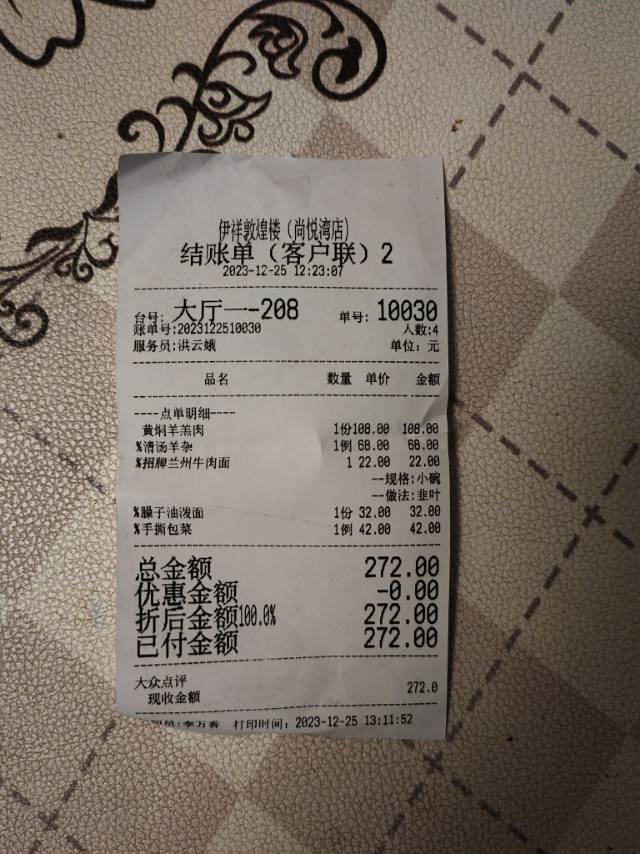 伊祥敦煌楼（尚悦湾店）
结账单（客户联）2
2023-12-25 12:23:07
台号: 大厅一-208 单号: 10030
账单号:2023122510030 人数:4
服务员:洪云娥 单位: 元
品名 数量 单价 金额
----点单明细----
黄焖羊羔肉 1份108.00 108.00
%清汤羊杂 1例 68.00 68.00
%招牌兰州牛肉面 1 22.00 22.00
--规格:小碗
--做法:韭叶
%臊子油泼面 1份 32.00 32.00
%手撕包菜 1例 42.00 42.00
总金额 272.00
优惠金额 -0.00
折后金额100.0% 272.00
已付金额 272.00
大众点评
现收金额 272.0
员:李万香 打印时间: 2023-12-25 13:11:52